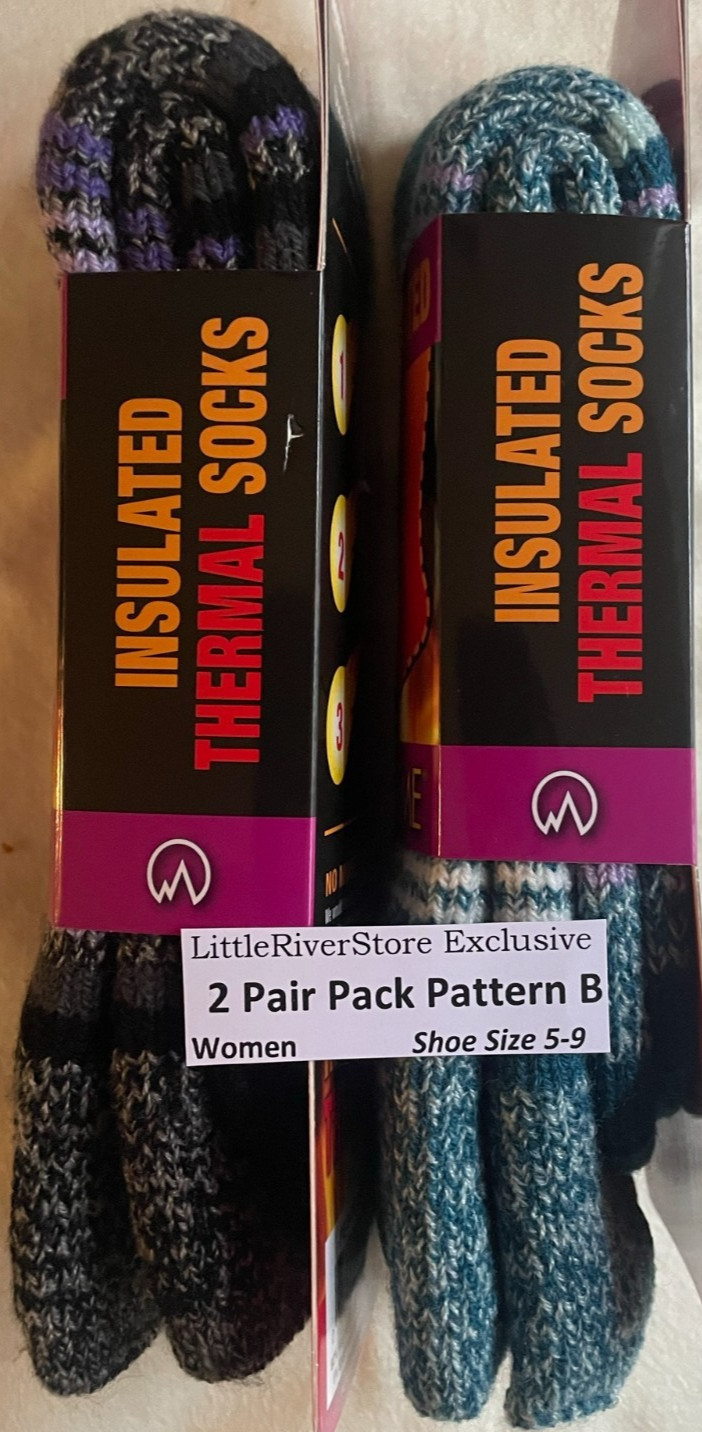 INSULATED
THERMAL SOCKS
1
2
3
NO
INSULATED
THERMAL SOCKS
LittleRiverStore Exclusive
2 Pair Pack Pattern B
Women Shoe Size 5-9